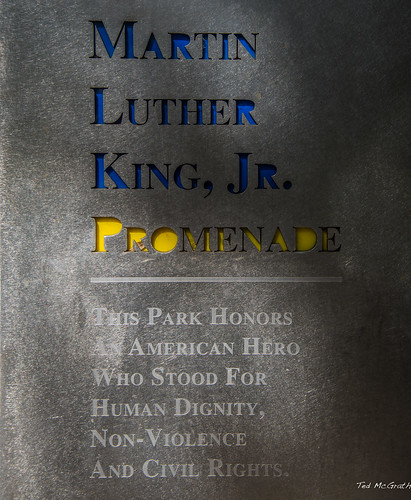 Martin
Luther
King, Jr.
Promenade
This Park Honors
An American Hero
Who Stood For
Human Dignity,
Non-Violence
And Civil Rights.
Ted McGrath